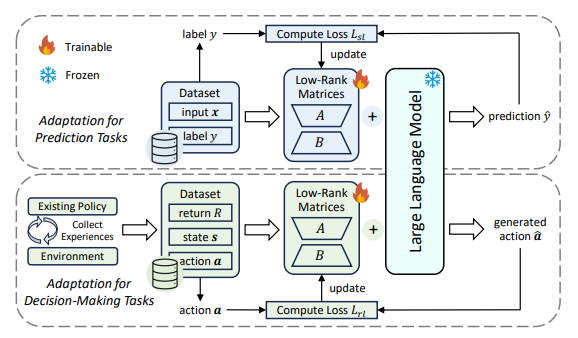 Trainable
Frozen
Adaptation for
Prediction Tasks
label y
Compute Loss L_sl
update
Dataset
input x
label y
Low-Rank
Matrices
A
B
+
Large Language Model
prediction ŷ
Existing Policy
Collect
Experiences
Environment
Adaptation for
Decision-Making Tasks
Dataset
return R
state s
action a
Low-Rank
Matrices
A
B
+
generated
action â
update
action a
Compute Loss L_rl